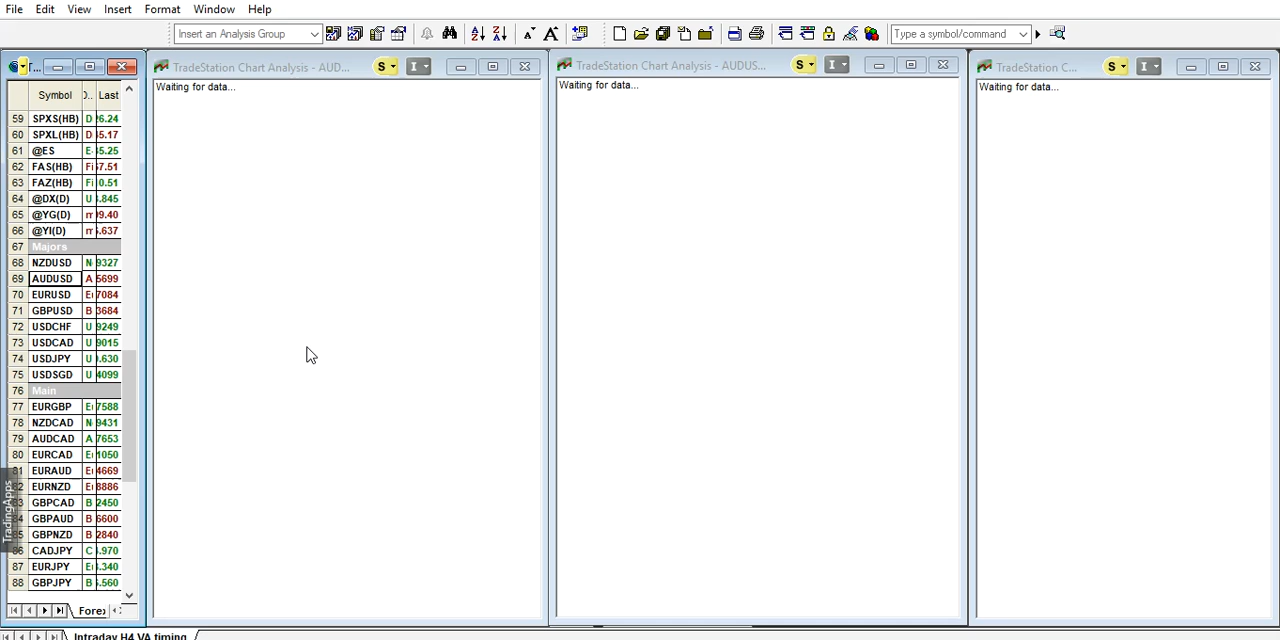 File Edit View Insert Format Window Help
Insert an Analysis Group
Type a symbol/command
TradeStation Chart Analysis - AUD...
TradeStation Chart Analysis - AUDUS...
TradeStation C...
Waiting for data...
Waiting for data...
Waiting for data...
Symbol Last
59 SPXS(HB) D 26.24
60 SPXL(HB) D 35.17
61 @ES E 35.25
62 FAS(HB) Fi 57.51
63 FAZ(HB) Fi 0.51
64 @DX(D) U .845
65 @YG(D) m 09.40
66 @YI(D) m .637
67 Majors
68 NZDUSD N 9327
69 AUDUSD A 5699
70 EURUSD E 7084
71 GBPUSD B 3684
72 USDCHF U 9249
73 USDCAD U 9015
74 USDJPY U .630
75 USDSGD U 4099
76 Main
77 EURGBP E 7588
78 NZDCAD N 9431
79 AUDCAD A 7653
80 EURCAD E 1050
81 EURAUD E 4669
82 EURNZD E 8886
83 GBPCAD B 2450
84 GBPAUD B 6600
85 GBPNZD B 2840
86 CADJPY C .970
87 EURJPY E .340
88 GBPJPY B .560
TradingApps
Forex
Intraday H4 VA timing